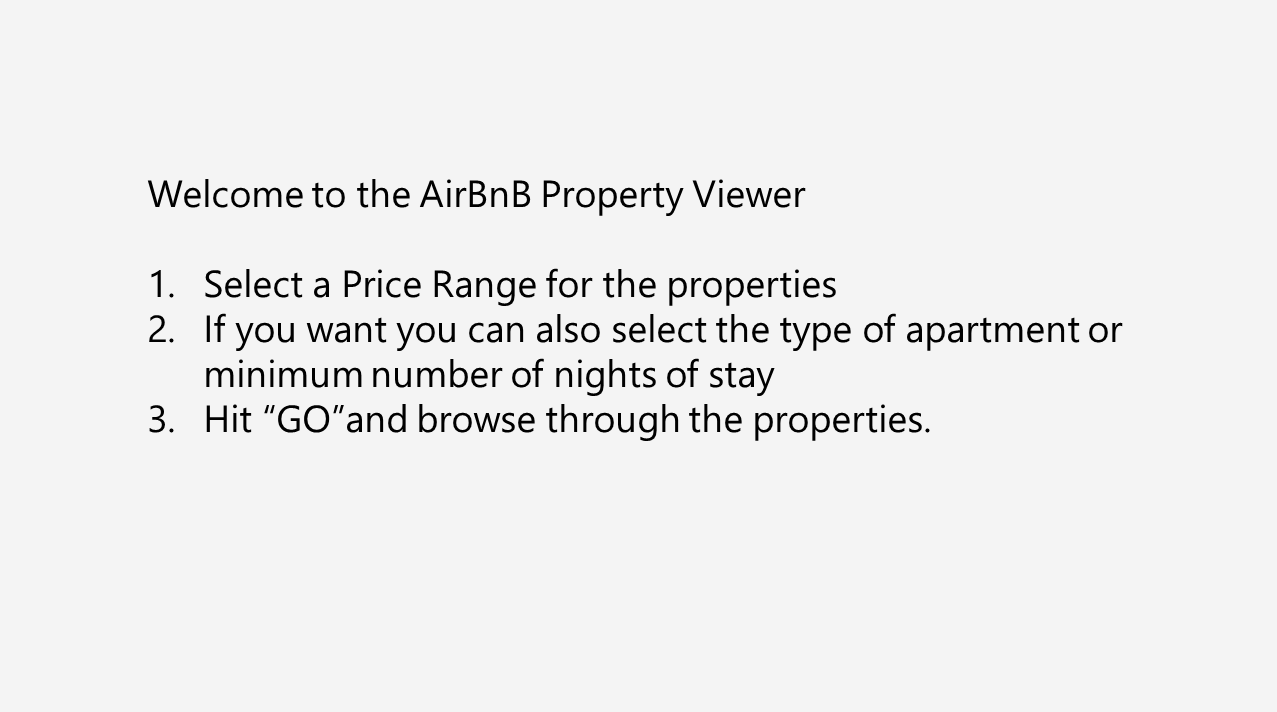 Welcome to the AirBnB Property Viewer
1. Select a Price Range for the properties
2. If you want you can also select the type of apartment or
minimum number of nights of stay
3. Hit “GO”and browse through the properties.